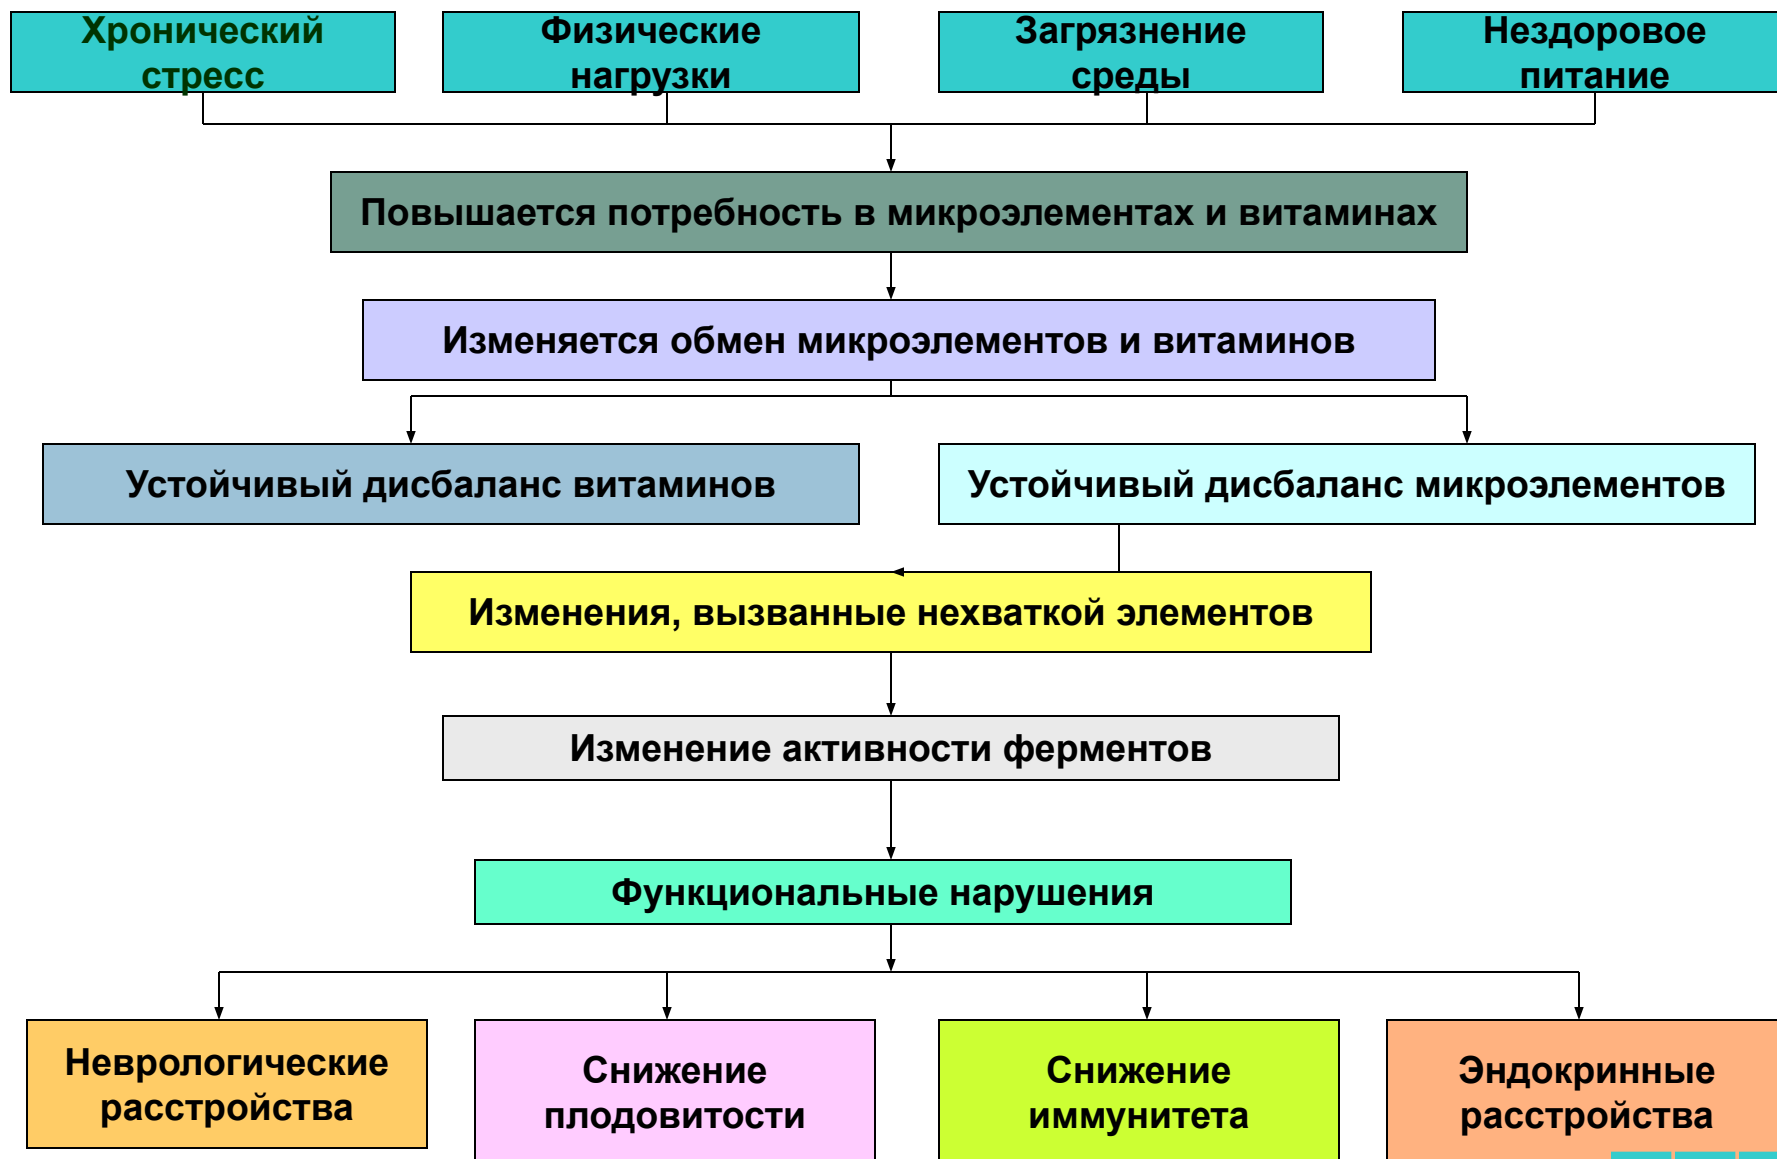 Хронический
стресс
Физические
нагрузки
Загрязнение
среды
Нездоровое
питание
Повышается потребность в микроэлементах и витаминах
Изменяется обмен микроэлементов и витаминов
Устойчивый дисбаланс витаминов
Устойчивый дисбаланс микроэлементов
Изменения, вызванные нехваткой элементов
Изменение активности ферментов
Функциональные нарушения
Неврологические
расстройства
Снижение
плодовитости
Снижение
иммунитета
Эндокринные
расстройства